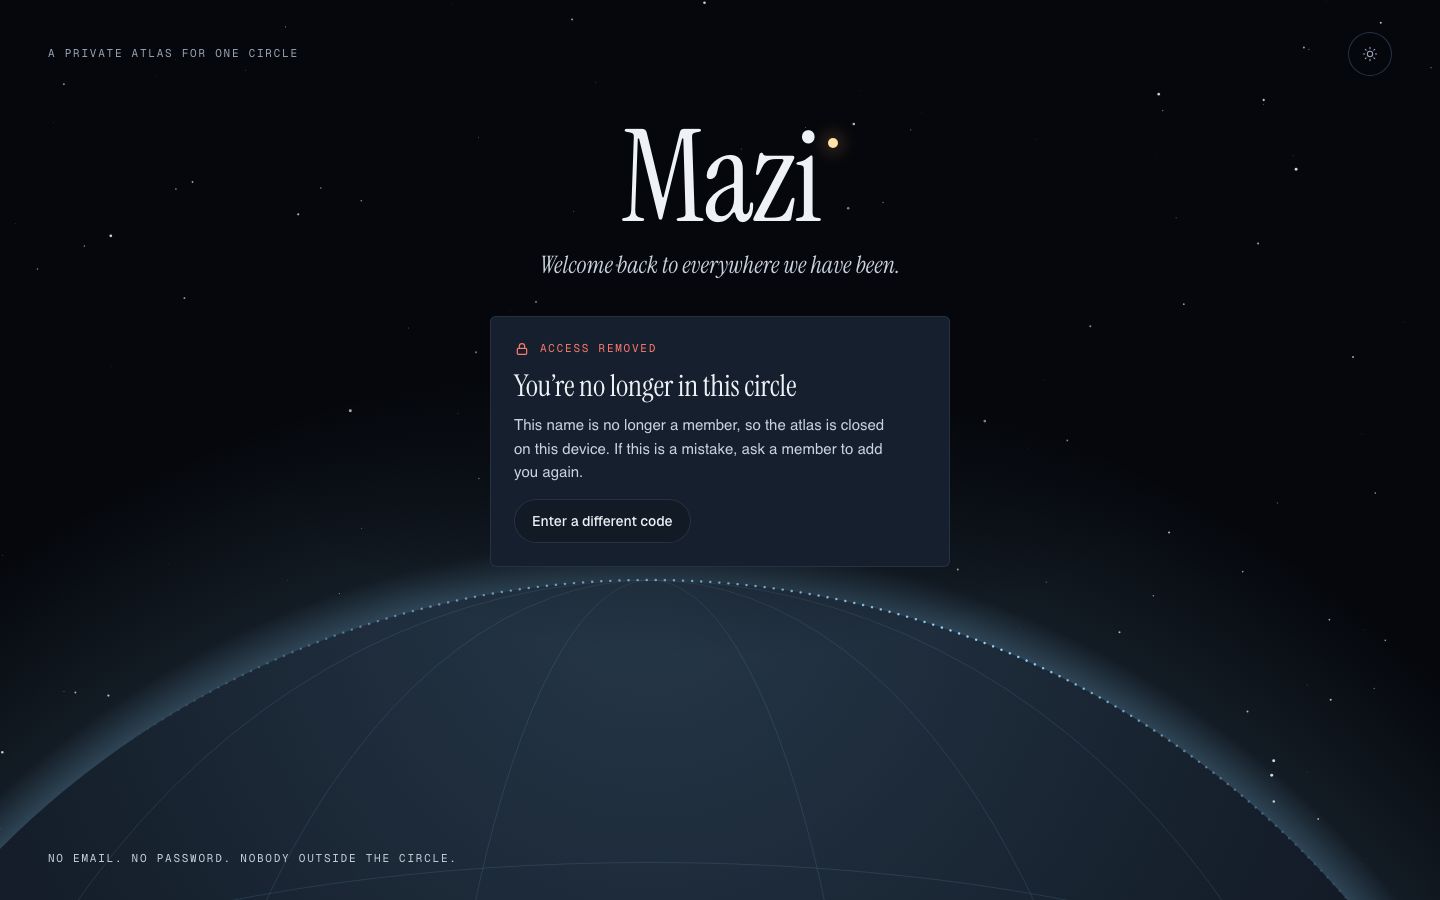 A PRIVATE ATLAS FOR ONE CIRCLE
Mazi
Welcome back to everywhere we have been.
ACCESS REMOVED
You’re no longer in this circle
This name is no longer a member, so the atlas is closed
on this device. If this is a mistake, ask a member to add
you again.
Enter a different code
NO EMAIL. NO PASSWORD. NOBODY OUTSIDE THE CIRCLE.